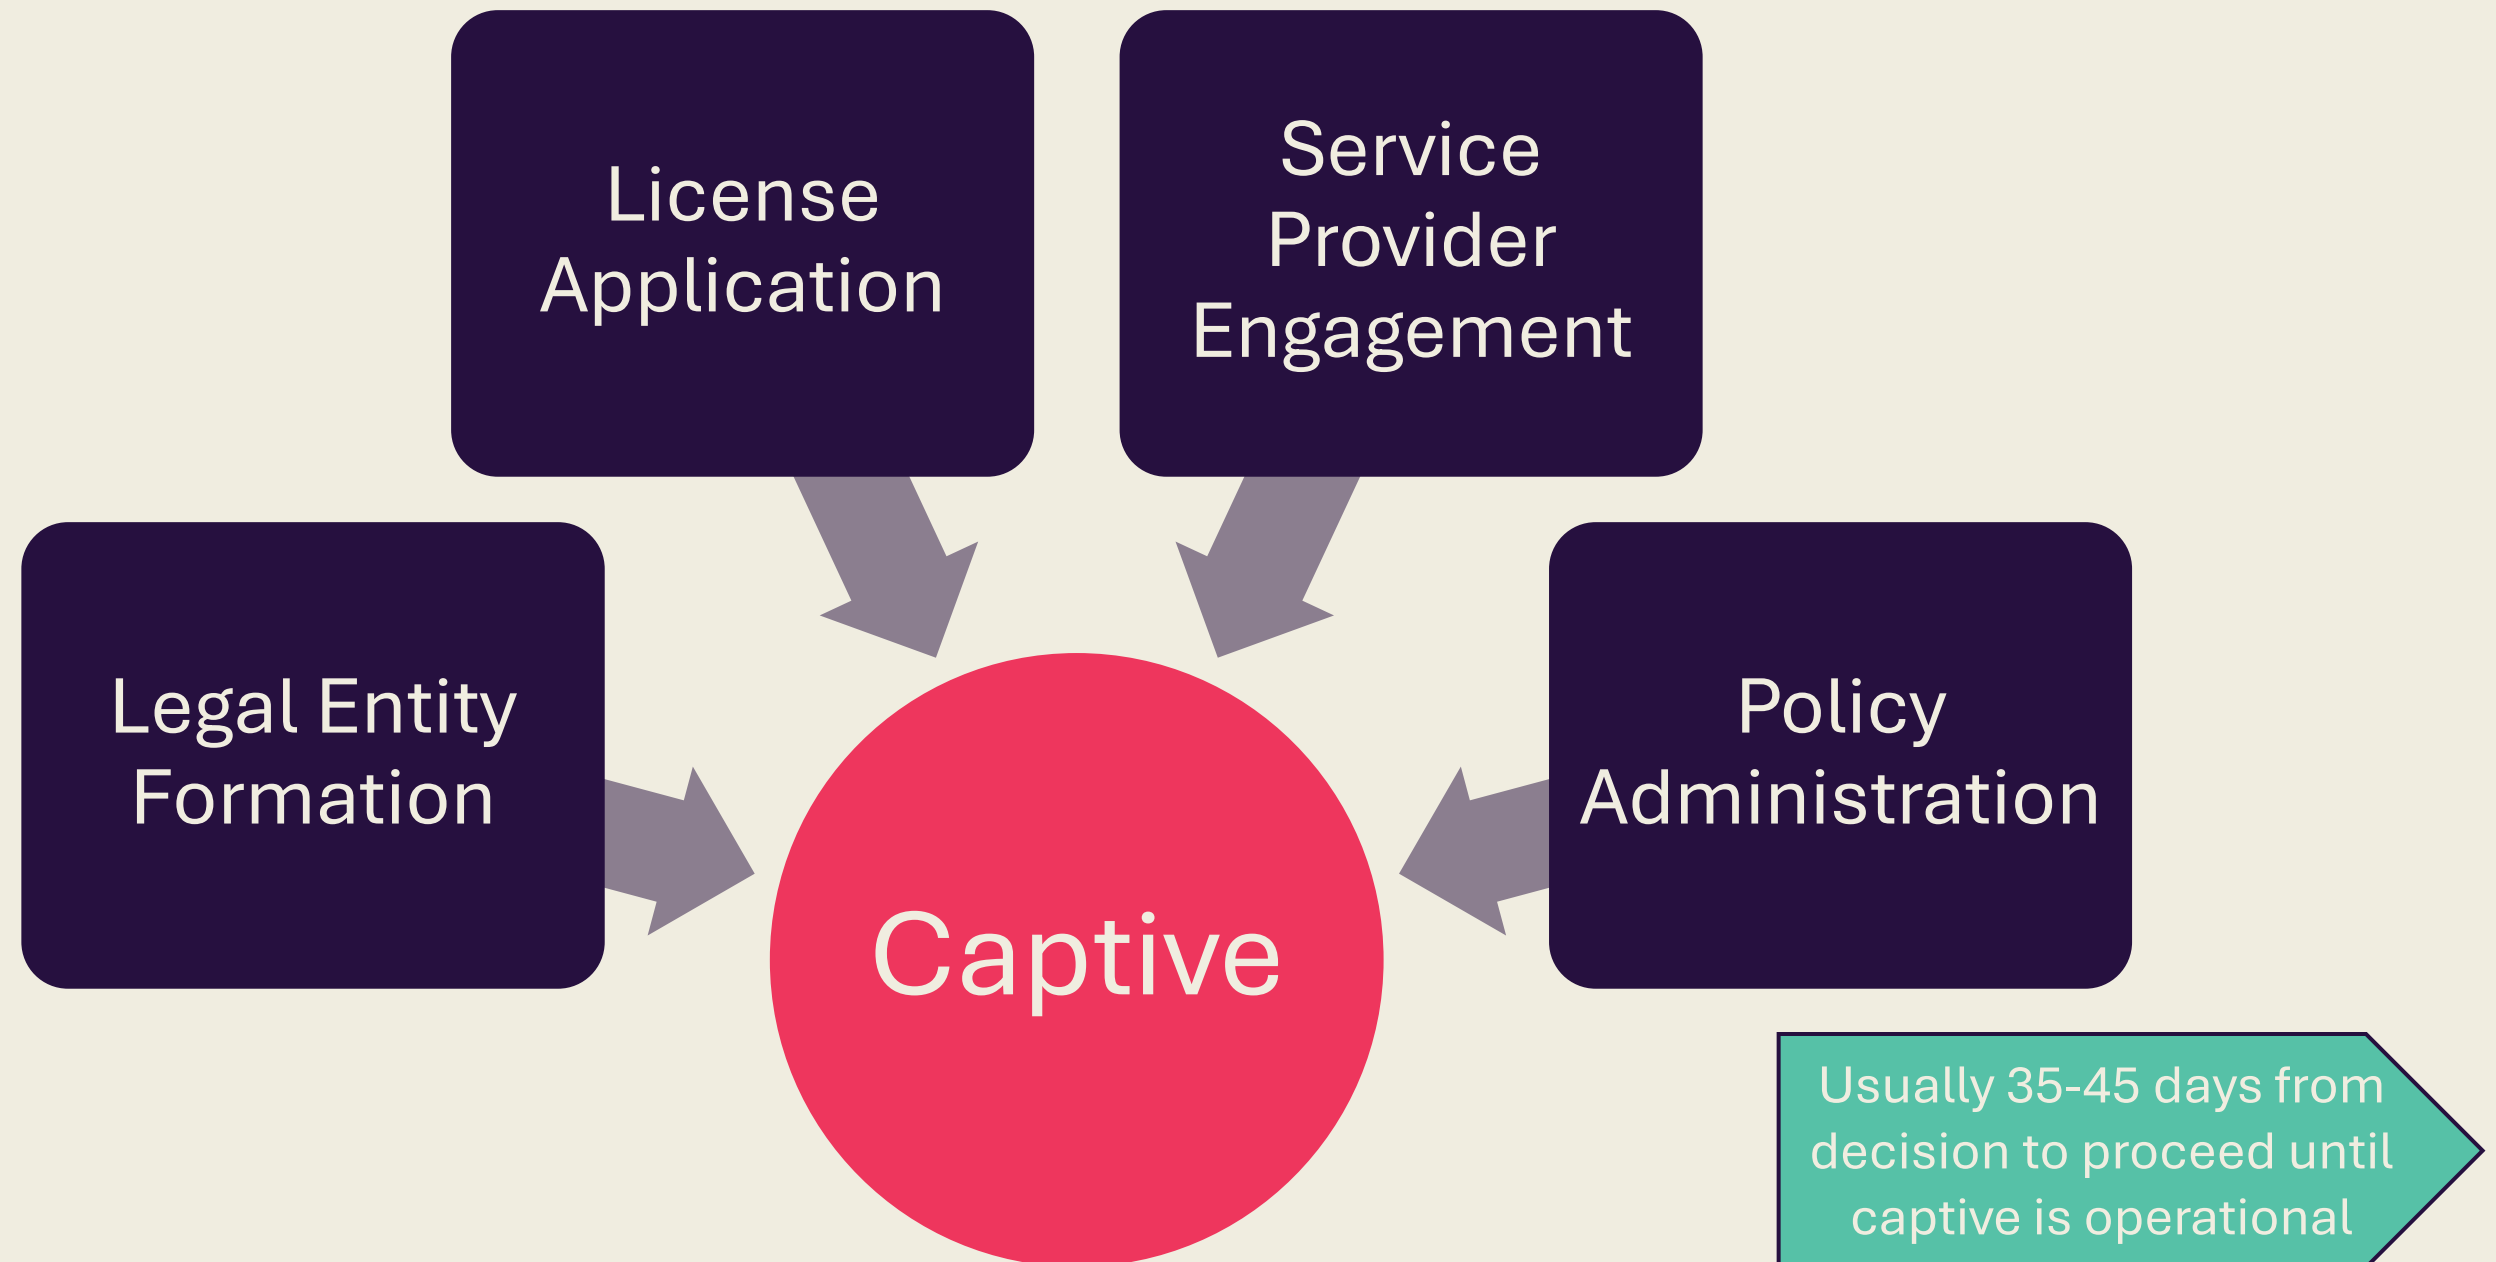 License
Application
Service
Provider
Engagement
Legal Entity
Formation
Policy
Administration
Captive
Usually 35-45 days from
decision to proceed until
captive is operational